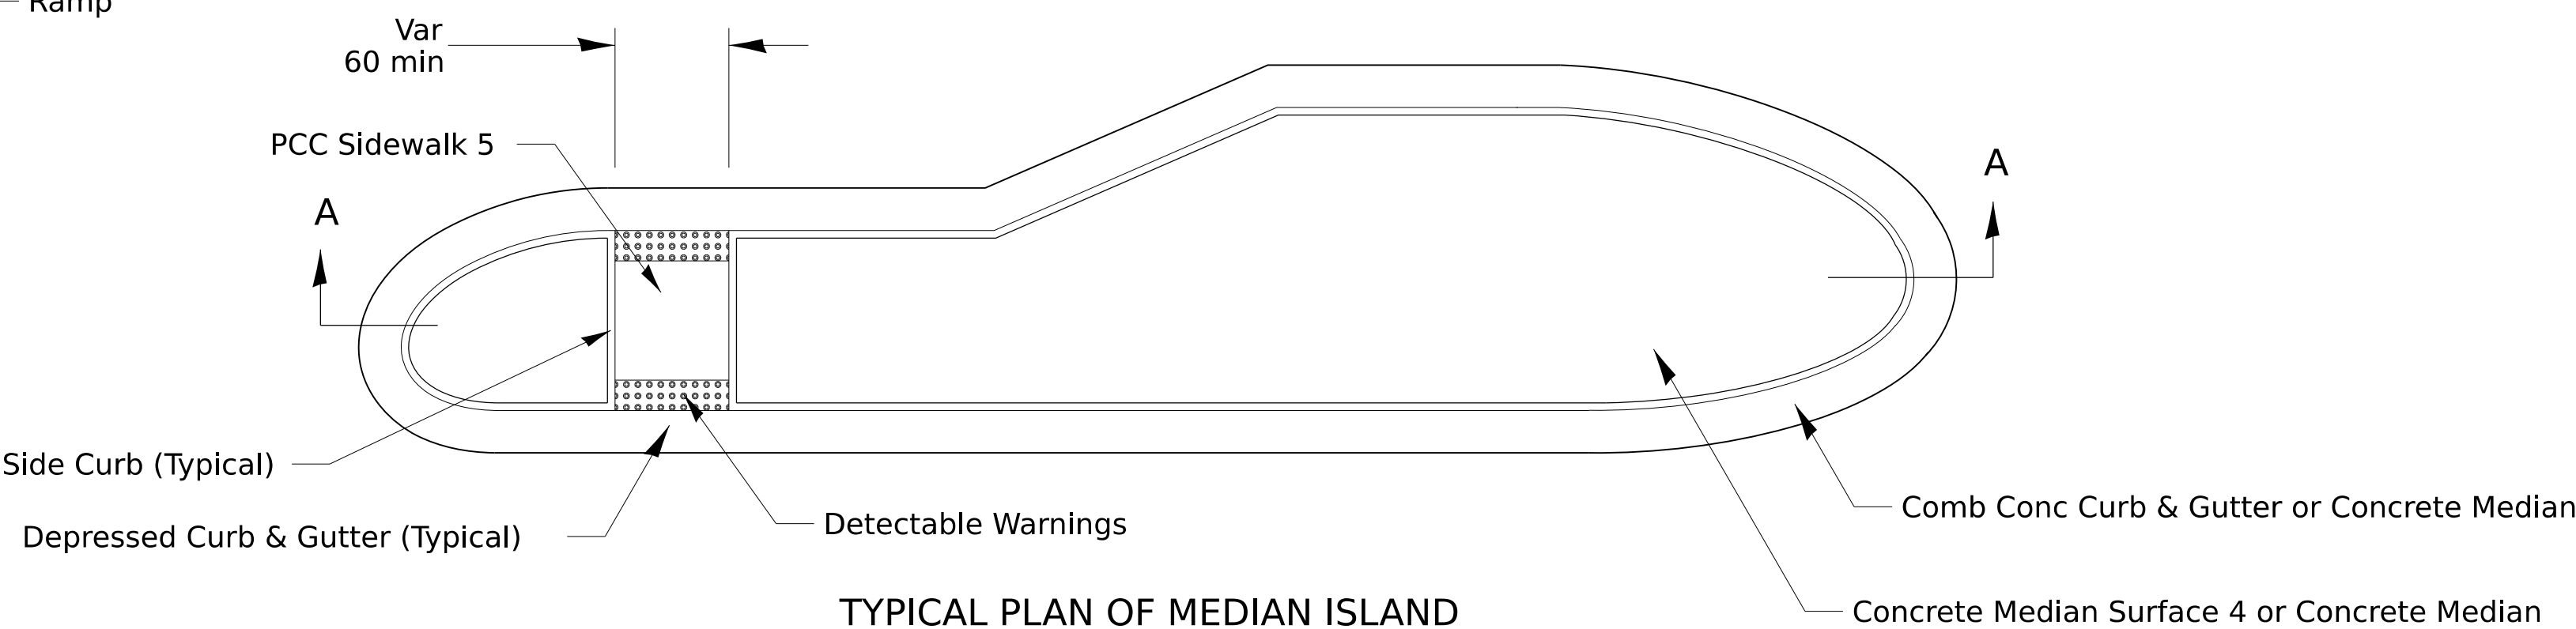 Ramp
Var
60 min
PCC Sidewalk 5
A
A
Side Curb (Typical)
Depressed Curb & Gutter (Typical)
Detectable Warnings
Comb Conc Curb & Gutter or Concrete Median
Concrete Median Surface 4 or Concrete Median
TYPICAL PLAN OF MEDIAN ISLAND